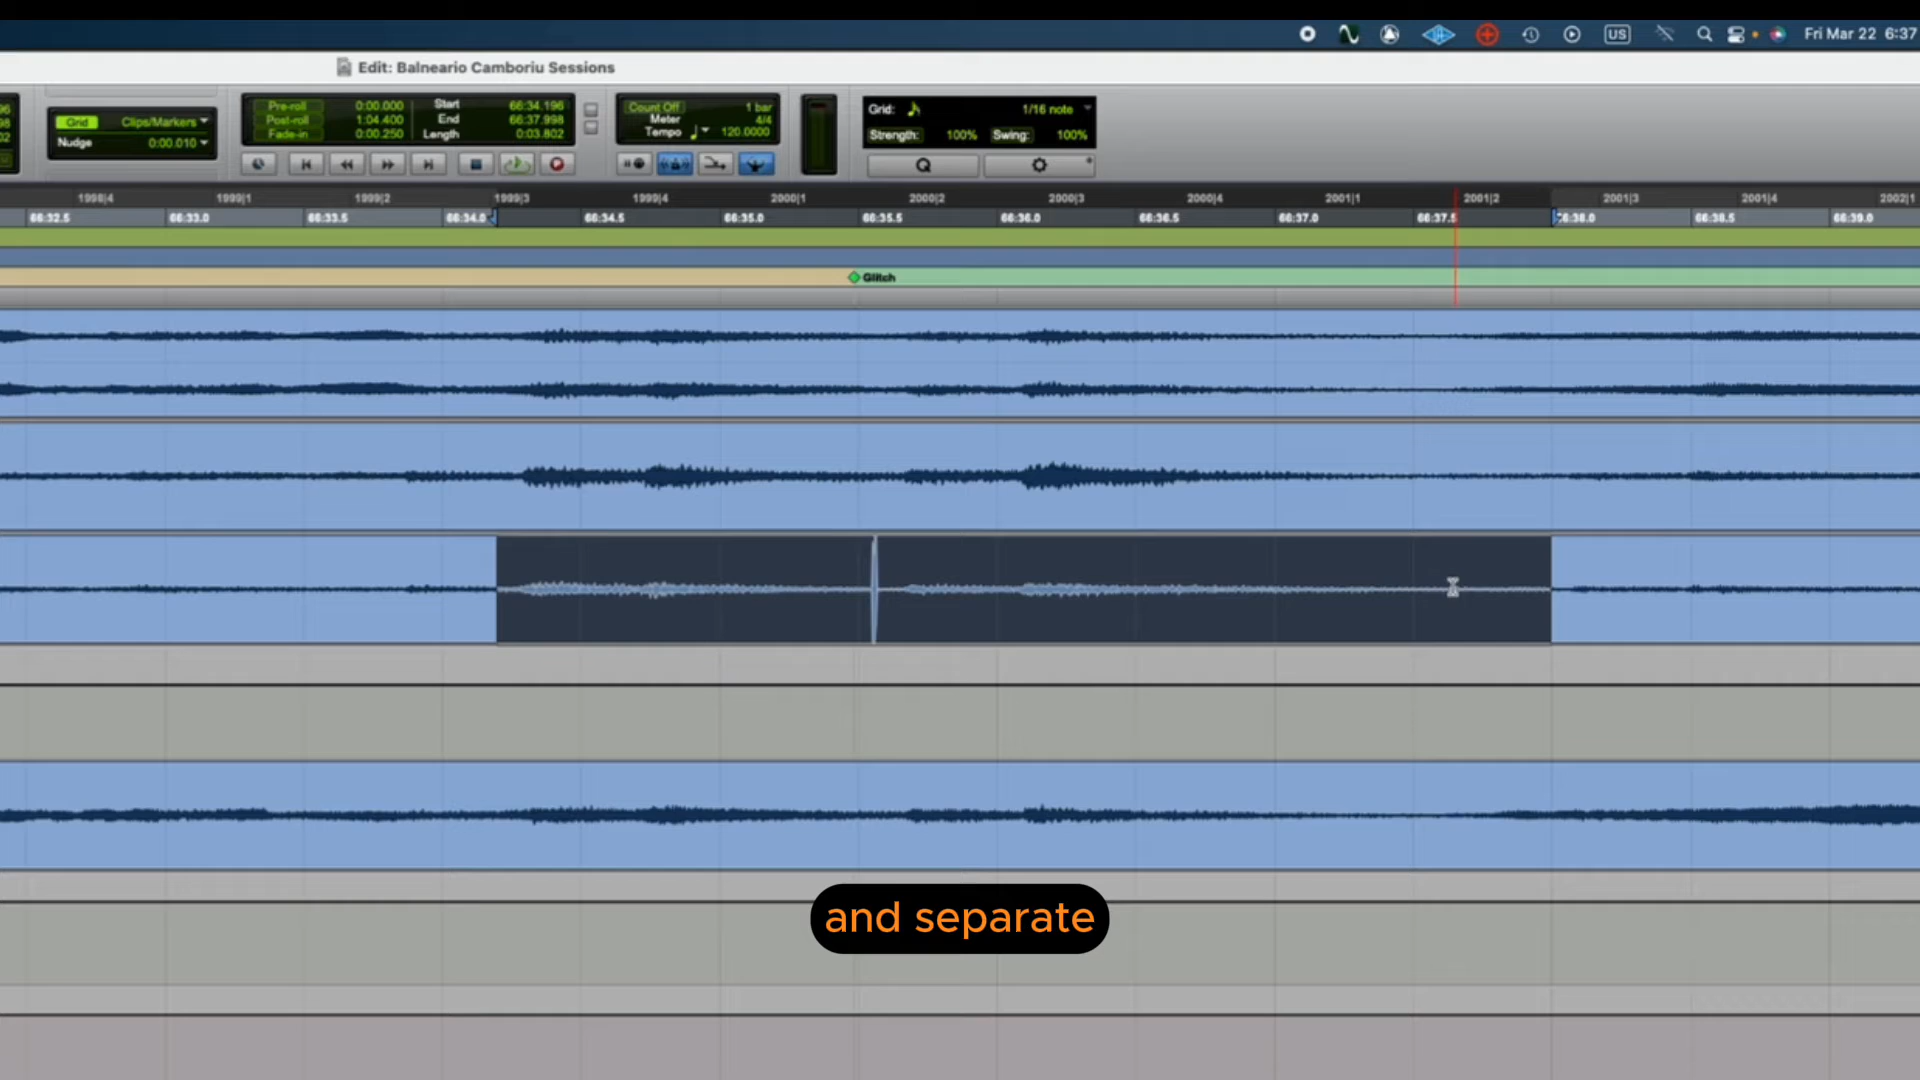 US
Fri Mar 22 6:37
Edit: Balneario Camboriu Sessions
Grid Clips/Markers
Nudge 0:00.010
Pre-roll 0:00.000
Post-roll 1:04.400
Fade-in 0:00.250
Start 66:34.196
End 66:37.998
Length 0:03.802
Count Off 1 bar
Meter 4/4
Tempo 120.0000
Grid: 1/16 note
Strength: 100% Swing: 100%
Q
1998|4 1999|1 1999|2 1999|3 1999|4 2000|1 2000|2 2000|3 2000|4 2001|1 2001|2 2001|3 2001|4 2002|1
66:32.5 66:33.0 66:33.5 66:34.0 66:34.5 66:35.0 66:35.5 66:36.0 66:36.5 66:37.0 66:37.5 66:38.5 66:39.0
Glitch
and separate